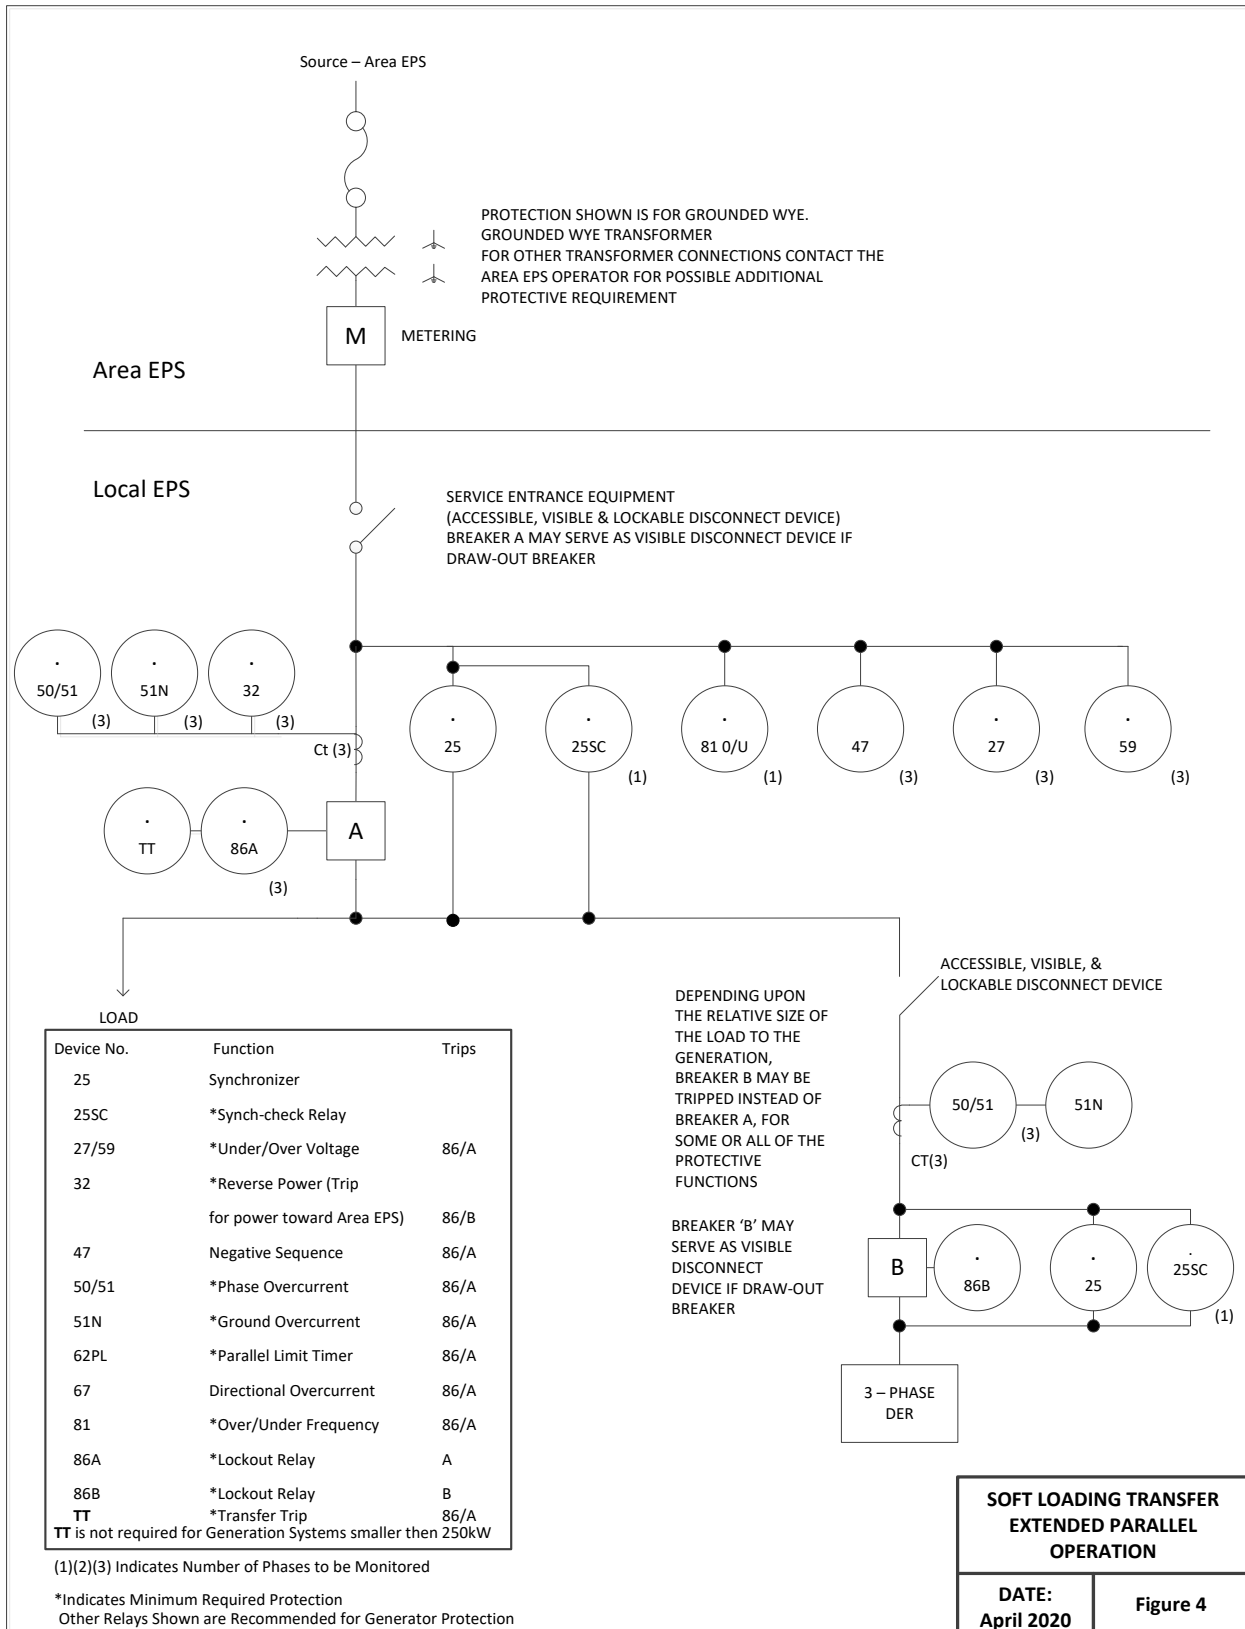 Source – Area EPS
PROTECTION SHOWN IS FOR GROUNDED WYE.
GROUNDED WYE TRANSFORMER
FOR OTHER TRANSFORMER CONNECTIONS CONTACT THE
AREA EPS OPERATOR FOR POSSIBLE ADDITIONAL
PROTECTIVE REQUIREMENT
M
METERING
Area EPS
Local EPS
SERVICE ENTRANCE EQUIPMENT
(ACCESSIBLE, VISIBLE & LOCKABLE DISCONNECT DEVICE)
BREAKER A MAY SERVE AS VISIBLE DISCONNECT DEVICE IF
DRAW-OUT BREAKER
50/51
(3)
51N
(3)
32
(3)
Ct (3)
25
25SC
(1)
81 0/U
(1)
47
(3)
27
(3)
59
(3)
TT
86A
(3)
A
LOAD
ACCESSIBLE, VISIBLE, &
LOCKABLE DISCONNECT DEVICE
DEPENDING UPON
THE RELATIVE SIZE OF
THE LOAD TO THE
GENERATION,
BREAKER B MAY BE
TRIPPED INSTEAD OF
BREAKER A, FOR
SOME OR ALL OF THE
PROTECTIVE
FUNCTIONS
50/51
(3)
51N
CT(3)
BREAKER ‘B’ MAY
SERVE AS VISIBLE
DISCONNECT
DEVICE IF DRAW-OUT
BREAKER
B
86B
25
25SC
(1)
3 – PHASE
DER
Device No. Function Trips
25 Synchronizer
25SC *Synch-check Relay
27/59 *Under/Over Voltage 86/A
32 *Reverse Power (Trip
for power toward Area EPS) 86/B
47 Negative Sequence 86/A
50/51 *Phase Overcurrent 86/A
51N *Ground Overcurrent 86/A
62PL *Parallel Limit Timer 86/A
67 Directional Overcurrent 86/A
81 *Over/Under Frequency 86/A
86A *Lockout Relay A
86B *Lockout Relay B
TT *Transfer Trip 86/A
TT is not required for Generation Systems smaller then 250kW
(1)(2)(3) Indicates Number of Phases to be Monitored
*Indicates Minimum Required Protection
Other Relays Shown are Recommended for Generator Protection
SOFT LOADING TRANSFER
EXTENDED PARALLEL
OPERATION
DATE:
April 2020
Figure 4